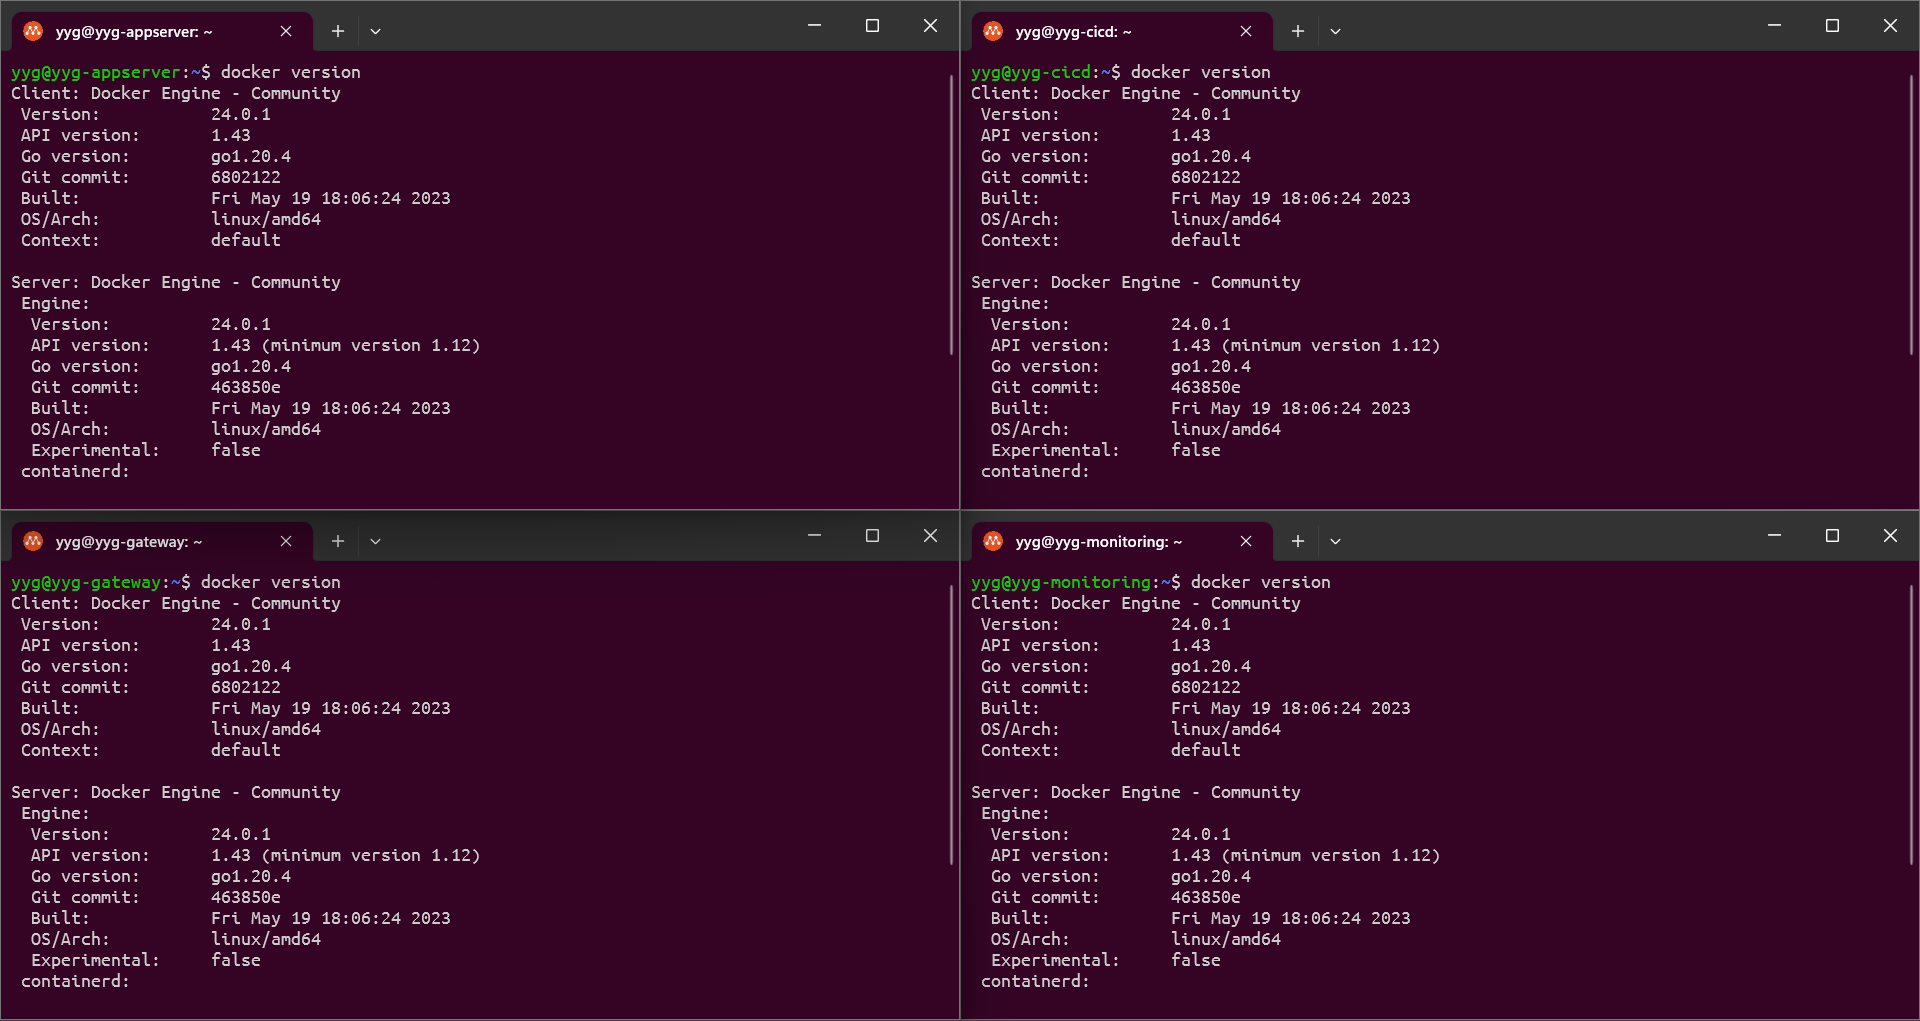 yyg@yyg-appserver: ~
yyg@yyg-appserver:~$ docker version
Client: Docker Engine - Community
 Version:           24.0.1
 API version:       1.43
 Go version:        go1.20.4
 Git commit:        6802122
 Built:             Fri May 19 18:06:24 2023
 OS/Arch:           linux/amd64
 Context:           default

Server: Docker Engine - Community
 Engine:
  Version:          24.0.1
  API version:      1.43 (minimum version 1.12)
  Go version:       go1.20.4
  Git commit:       463850e
  Built:            Fri May 19 18:06:24 2023
  OS/Arch:          linux/amd64
  Experimental:     false
 containerd:
yyg@yyg-cicd: ~
yyg@yyg-cicd:~$ docker version
Client: Docker Engine - Community
 Version:           24.0.1
 API version:       1.43
 Go version:        go1.20.4
 Git commit:        6802122
 Built:             Fri May 19 18:06:24 2023
 OS/Arch:           linux/amd64
 Context:           default

Server: Docker Engine - Community
 Engine:
  Version:          24.0.1
  API version:      1.43 (minimum version 1.12)
  Go version:       go1.20.4
  Git commit:       463850e
  Built:            Fri May 19 18:06:24 2023
  OS/Arch:          linux/amd64
  Experimental:     false
 containerd:
yyg@yyg-gateway: ~
yyg@yyg-gateway:~$ docker version
Client: Docker Engine - Community
 Version:           24.0.1
 API version:       1.43
 Go version:        go1.20.4
 Git commit:        6802122
 Built:             Fri May 19 18:06:24 2023
 OS/Arch:           linux/amd64
 Context:           default

Server: Docker Engine - Community
 Engine:
  Version:          24.0.1
  API version:      1.43 (minimum version 1.12)
  Go version:       go1.20.4
  Git commit:       463850e
  Built:            Fri May 19 18:06:24 2023
  OS/Arch:          linux/amd64
  Experimental:     false
 containerd:
yyg@yyg-monitoring: ~
yyg@yyg-monitoring:~$ docker version
Client: Docker Engine - Community
 Version:           24.0.1
 API version:       1.43
 Go version:        go1.20.4
 Git commit:        6802122
 Built:             Fri May 19 18:06:24 2023
 OS/Arch:           linux/amd64
 Context:           default

Server: Docker Engine - Community
 Engine:
  Version:          24.0.1
  API version:      1.43 (minimum version 1.12)
  Go version:       go1.20.4
  Git commit:       463850e
  Built:            Fri May 19 18:06:24 2023
  OS/Arch:          linux/amd64
  Experimental:     false
 containerd: